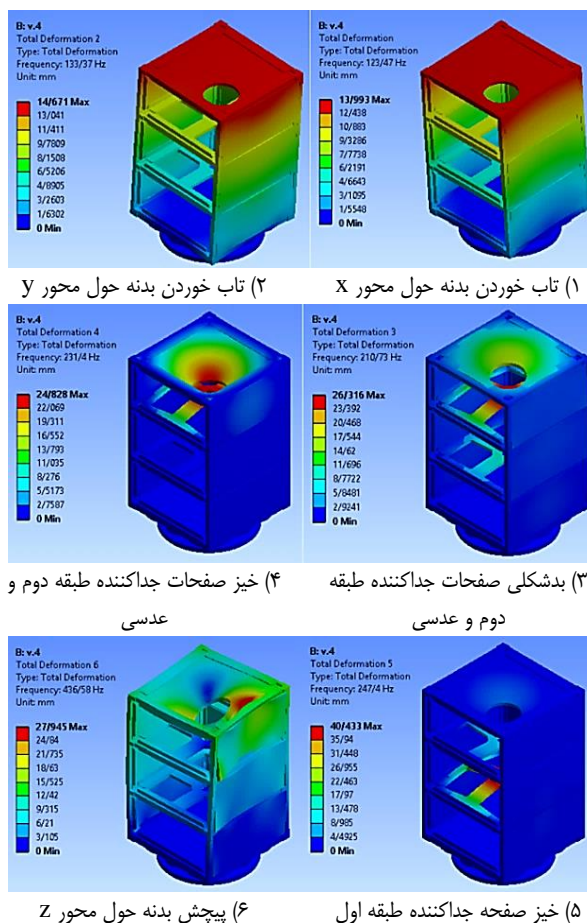 B: v.4
Total Deformation
Type: Total Deformation
Frequency: 123/47 Hz
Unit: mm
13/993 Max
12/438
10/883
9/3286
7/7738
6/2191
4/6643
3/1095
1/5548
0 Min
۱) تاب خوردن بدنه حول محور x
B: v.4
Total Deformation 2
Type: Total Deformation
Frequency: 133/37 Hz
Unit: mm
14/671 Max
13/041
11/411
9/7809
8/1508
6/5206
4/8905
3/2603
1/6302
0 Min
۲) تاب خوردن بدنه حول محور y
B: v.4
Total Deformation 3
Type: Total Deformation
Frequency: 210/73 Hz
Unit: mm
26/316 Max
23/392
20/468
17/544
14/62
11/696
8/7722
5/8481
2/9241
0 Min
۳) بدشکلی صفحات جداکننده طبقه
دوم و عدسی
B: v.4
Total Deformation 4
Type: Total Deformation
Frequency: 231/4 Hz
Unit: mm
24/828 Max
22/069
19/311
16/552
13/793
11/035
8/276
5/5173
2/7587
0 Min
۴) خیز صفحات جداکننده طبقه دوم و
عدسی
B: v.4
Total Deformation 5
Type: Total Deformation
Frequency: 247/4 Hz
Unit: mm
40/433 Max
35/94
31/448
26/955
22/463
17/97
13/478
8/985
4/4925
0 Min
۵) خیز صفحه جداکننده طبقه اول
B: v.4
Total Deformation 6
Type: Total Deformation
Frequency: 436/58 Hz
Unit: mm
27/945 Max
24/84
21/735
18/63
15/525
12/42
9/315
6/21
3/105
0 Min
۶) پیچش بدنه حول محور z